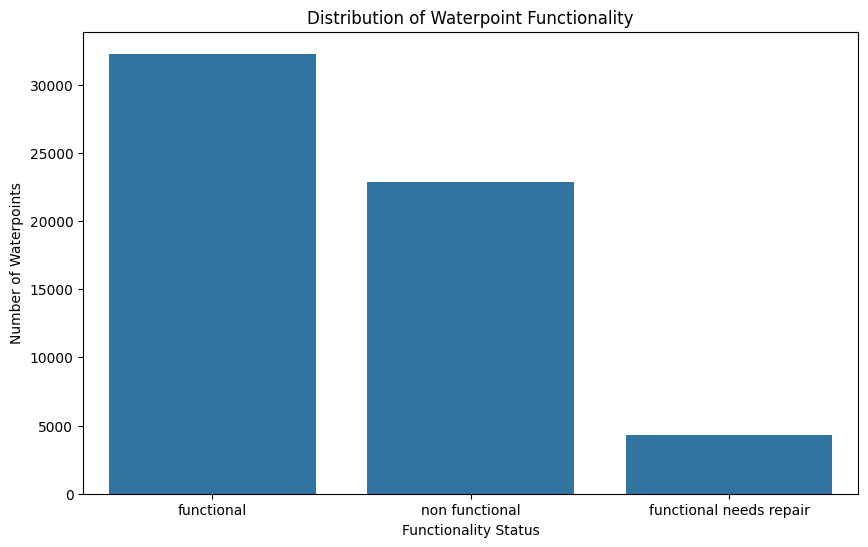 Distribution of Waterpoint Functionality
30000
25000
20000
15000
10000
5000
0
Number of Waterpoints
functional
non functional
functional needs repair
Functionality Status